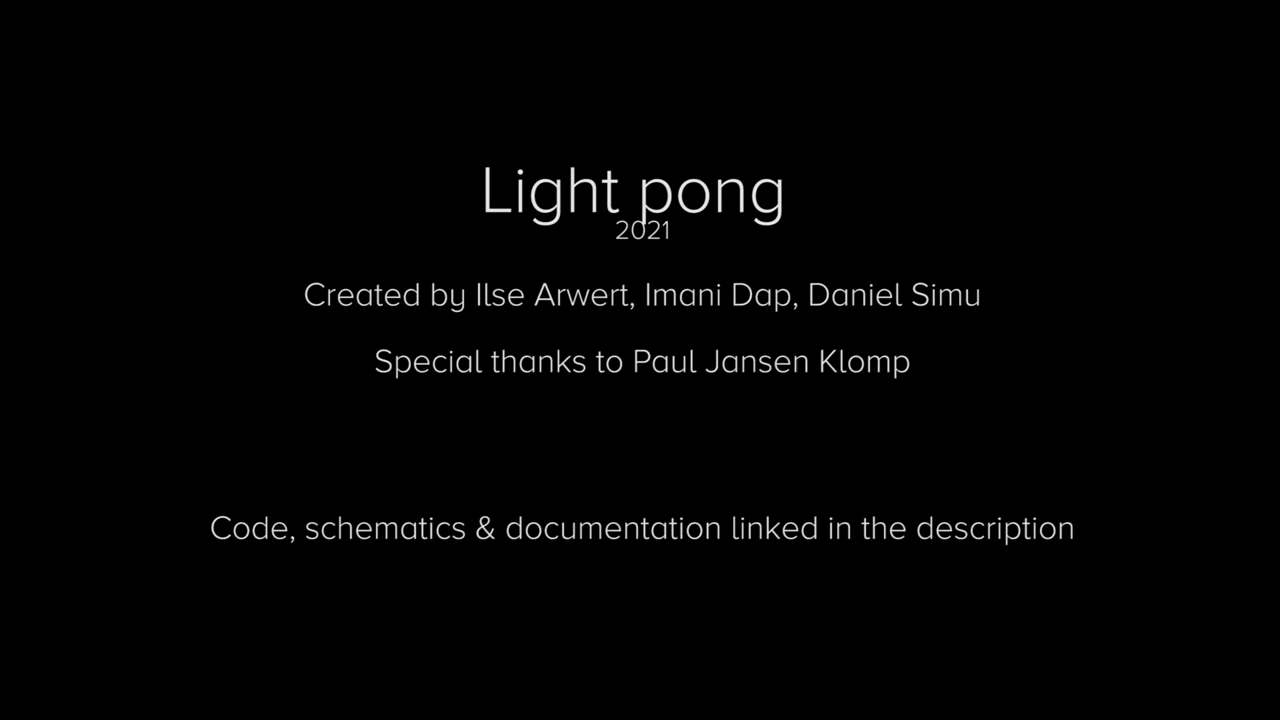 Light pong
2021
Created by Ilse Arwert, Imani Dap, Daniel Simu
Special thanks to Paul Jansen Klomp
Code, schematics & documentation linked in the description